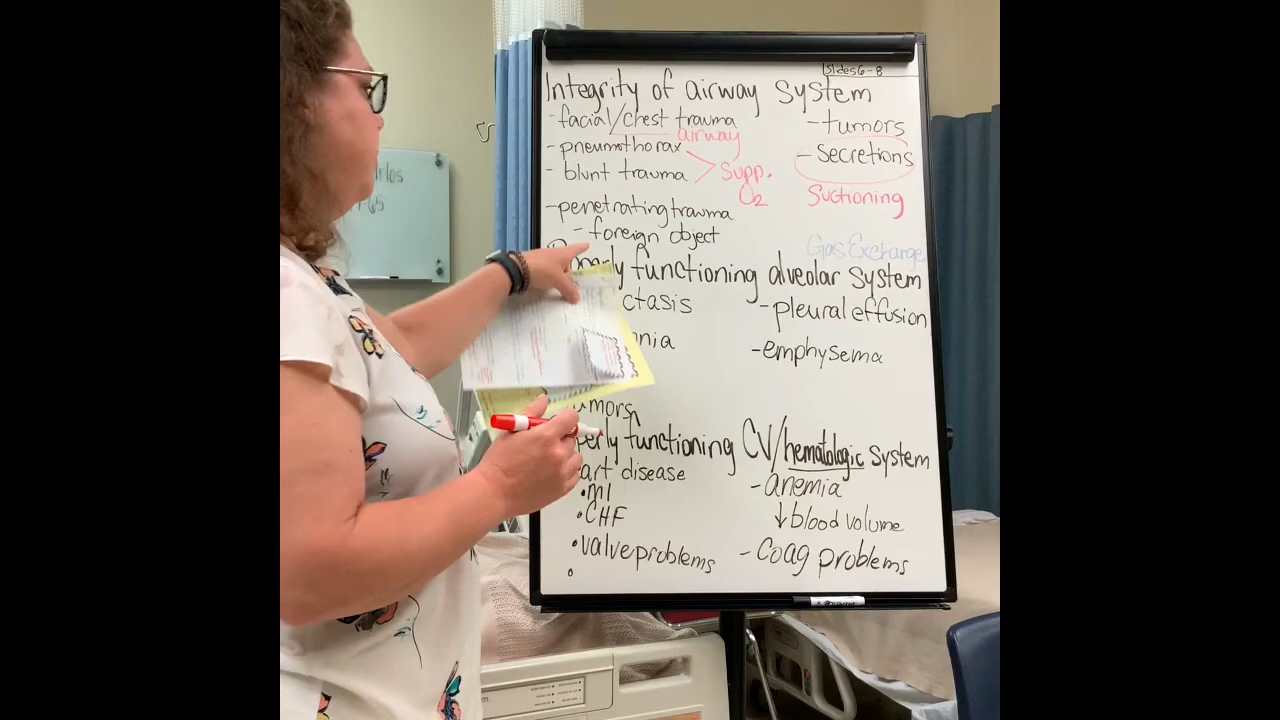 slides 6-8
Integrity of airway system
- facial/chest trauma
airway
- pneumothorax
- blunt trauma
Supp.
O2
- penetrating trauma
- foreign object
- tumors
- Secretions
Suctioning
Gas Exchange
functioning alveolar system
- pleural effusion
- emphysema
functioning CV/hematologic system
disease
• MI
• CHF
• valve problems
- anemia
↓ blood volume
- Coag problems